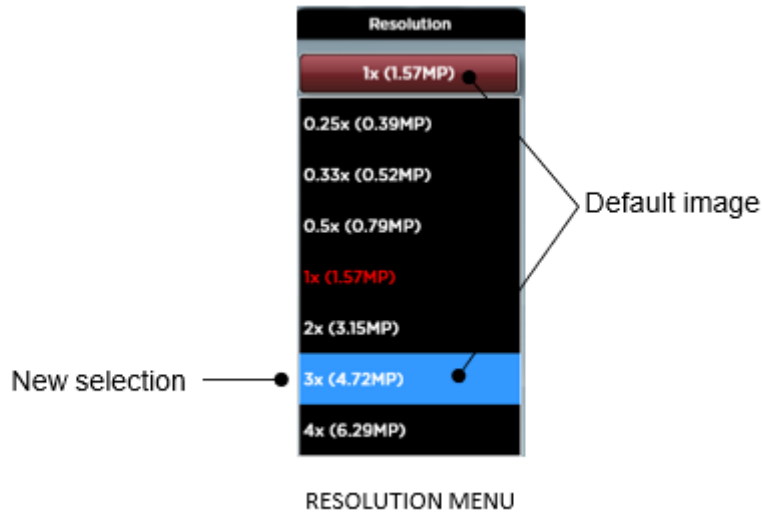 Resolution
1x (1.57MP)
0.25x (0.39MP)
0.33x (0.52MP)
0.5x (0.79MP)
Default image
1x (1.57MP)
2x (3.15MP)
New selection
3x (4.72MP)
4x (6.29MP)
RESOLUTION MENU